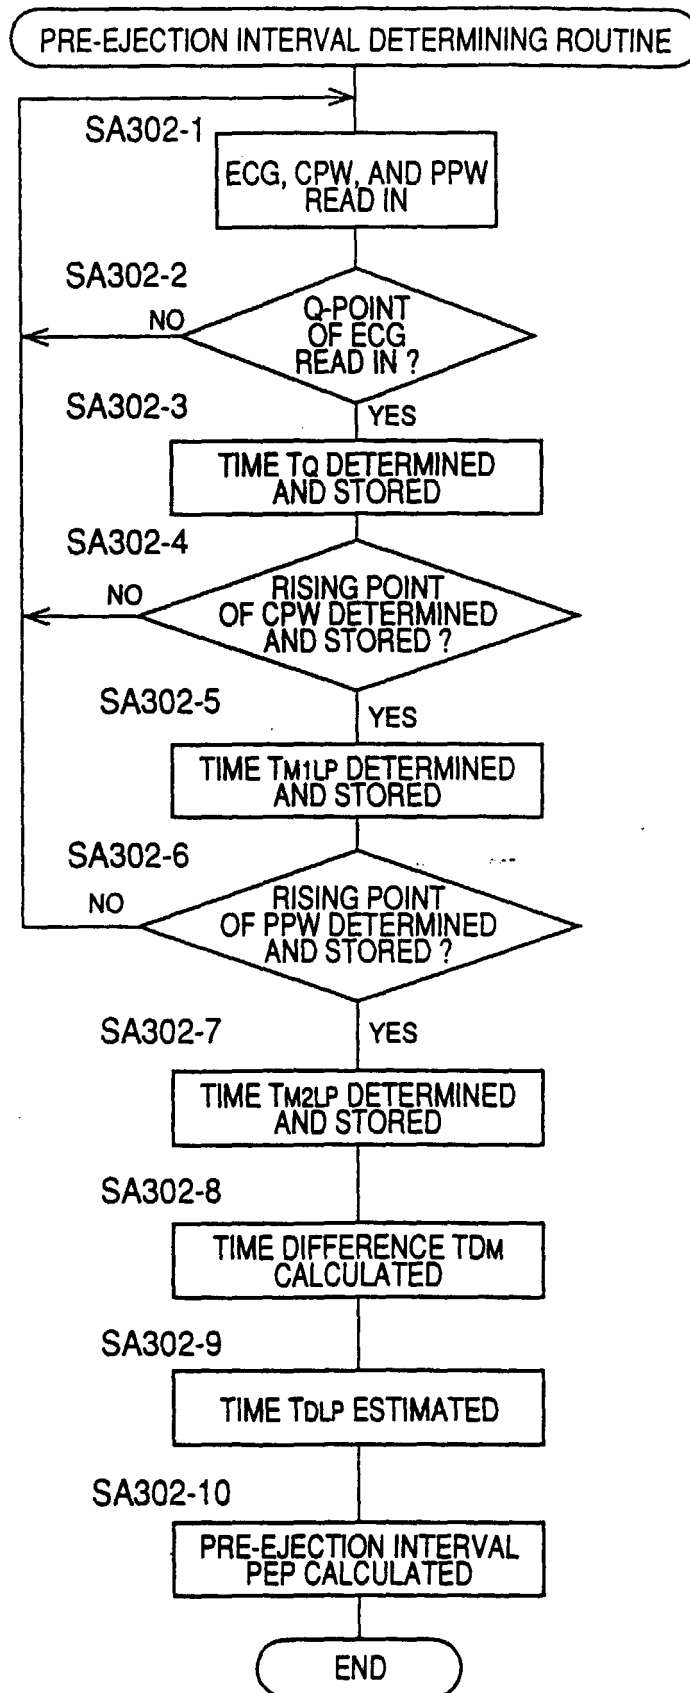 PRE-EJECTION INTERVAL DETERMINING ROUTINE
SA302-1
ECG, CPW, AND PPW
READ IN
SA302-2
Q-POINT
OF ECG
READ IN ?
NO
YES
SA302-3
TIME TQ DETERMINED
AND STORED
SA302-4
RISING POINT
OF CPW DETERMINED
AND STORED ?
NO
YES
SA302-5
TIME TM1LP DETERMINED
AND STORED
SA302-6
RISING POINT
OF PPW DETERMINED
AND STORED ?
NO
YES
SA302-7
TIME TM2LP DETERMINED
AND STORED
SA302-8
TIME DIFFERENCE TDM
CALCULATED
SA302-9
TIME TDLP ESTIMATED
SA302-10
PRE-EJECTION INTERVAL
PEP CALCULATED
END